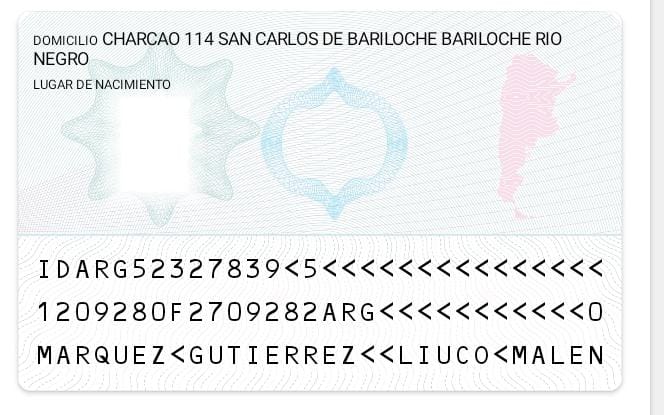 DOMICILIO CHARCAO 114 SAN CARLOS DE BARILOCHE BARILOCHE RIO
NEGRO
LUGAR DE NACIMIENTO
IDARG52327839<5<<<<<<<<<<<<<<<
1209280F2709282ARG<<<<<<<<<<<0
MARQUEZ<GUTIERREZ<<LIUCO<MALEN